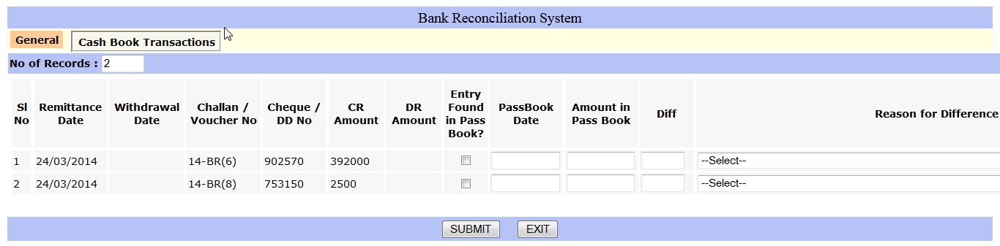 Bank Reconciliation System
General Cash Book Transactions
No of Records : 2
Sl No Remittance Date Withdrawal Date Challan / Voucher No Cheque / DD No CR Amount DR Amount Entry Found in Pass Book? PassBook Date Amount in Pass Book Diff Reason for Difference
1 24/03/2014 14-BR(6) 902570 392000 --Select--
2 24/03/2014 14-BR(8) 753150 2500 --Select--
SUBMIT EXIT